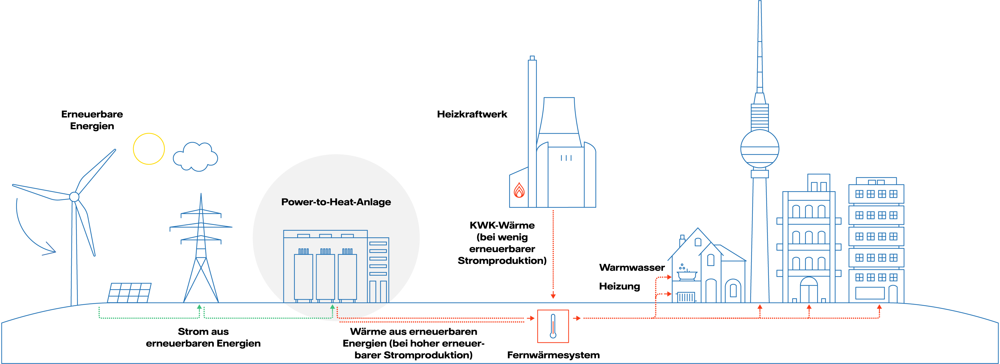 Erneuerbare
Energien
Heizkraftwerk
Power-to-Heat-Anlage
KWK-Wärme
(bei wenig
erneuerbarer
Stromproduktion)
Warmwasser
Heizung
Strom aus
erneuerbaren Energien
Wärme aus erneuerbaren
Energien (bei hoher erneuer-
barer Stromproduktion)
Fernwärmesystem